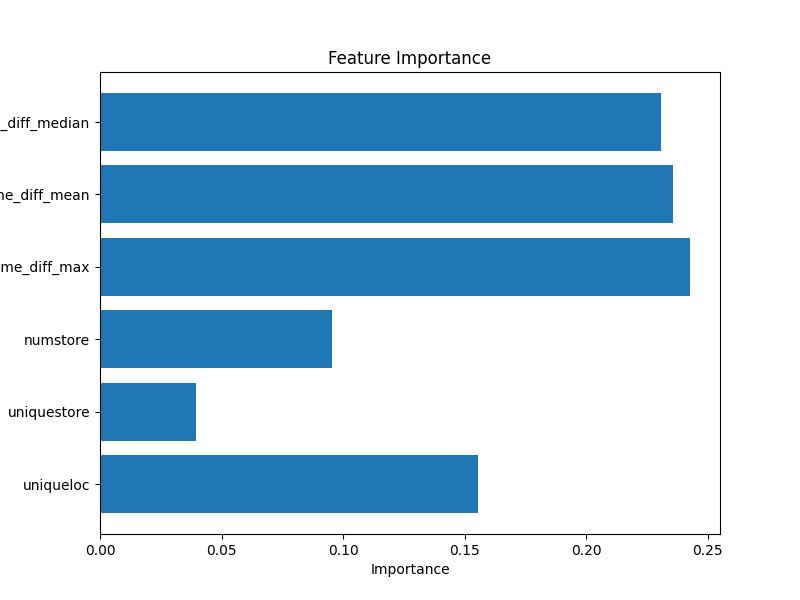 Feature Importance
_diff_median
me_diff_mean
me_diff_max
numstore
uniquestore
uniqueloc
0.00 0.05 0.10 0.15 0.20 0.25
Importance